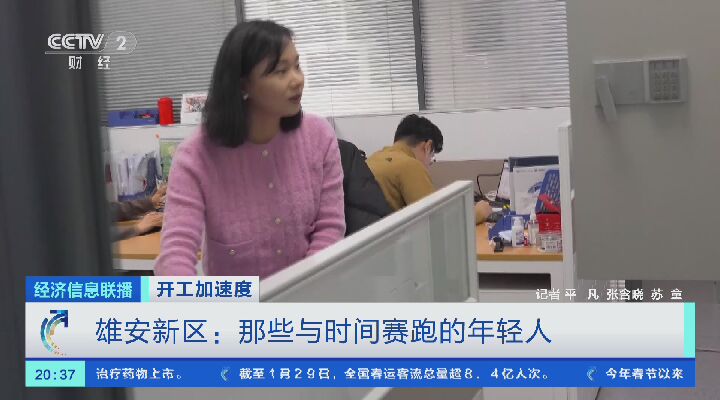 CCTV 2
财经
记者 平 凡 张含晓 苏 童
经济信息联播 开工加速度
雄安新区：那些与时间赛跑的年轻人
20:37 治疗药物上市。 截至1月29日，全国春运客流总量超8．4亿人次。 今年春节以来